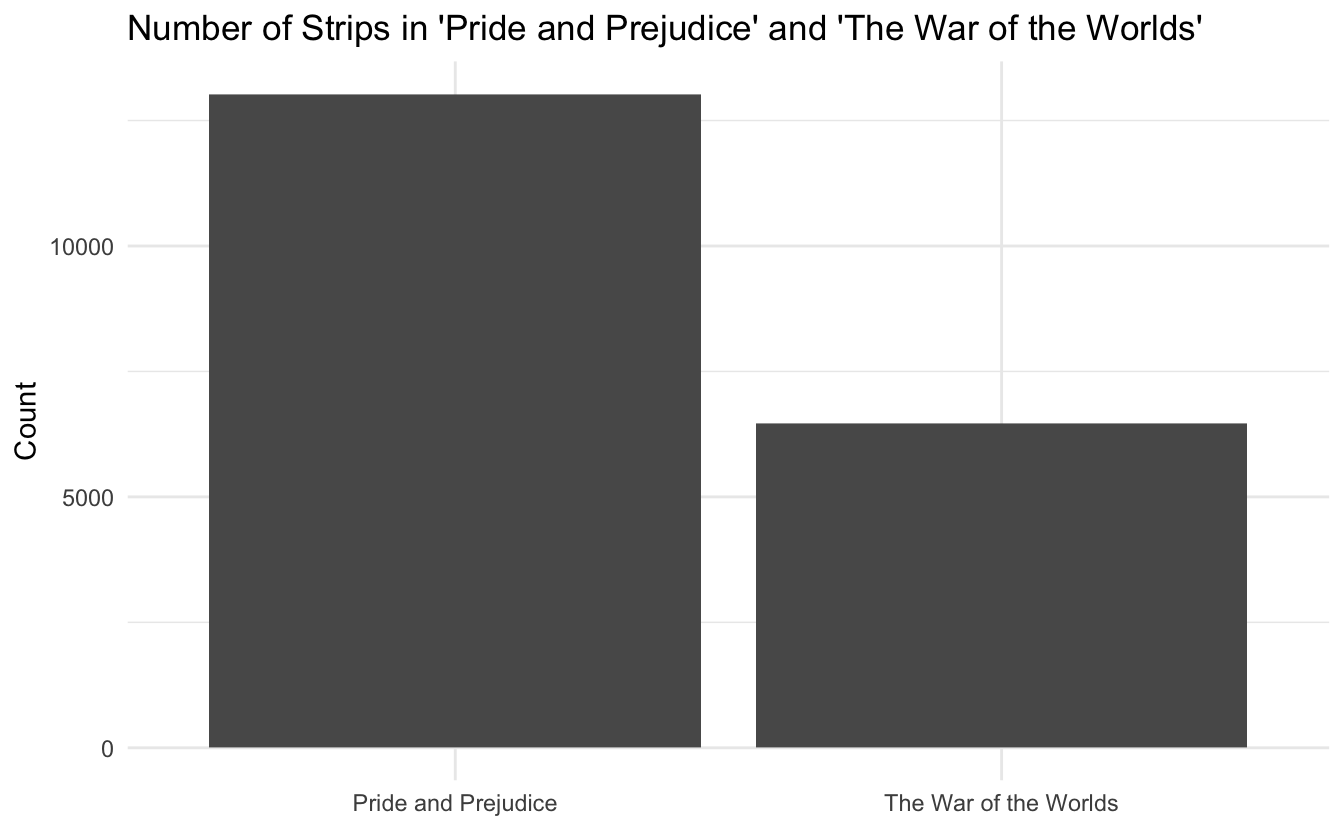 Number of Strips in 'Pride and Prejudice' and 'The War of the Worlds'
10000
5000
0
Count
Pride and Prejudice
The War of the Worlds